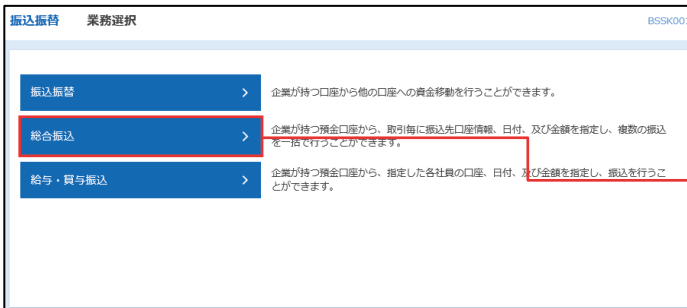 振込振替 業務選択 BSSK001
振込振替 企業が持つ口座から他の口座への資金移動を行うことができます。
総合振込 企業が持つ預金口座から、取引毎に振込先口座情報、日付、及び金額を指定し、複数の振込
を一括で行うことができます。
給与・賞与振込 企業が持つ預金口座から、指定した各社員の口座、日付、及び金額を指定し、振込を行うこ
とができます。